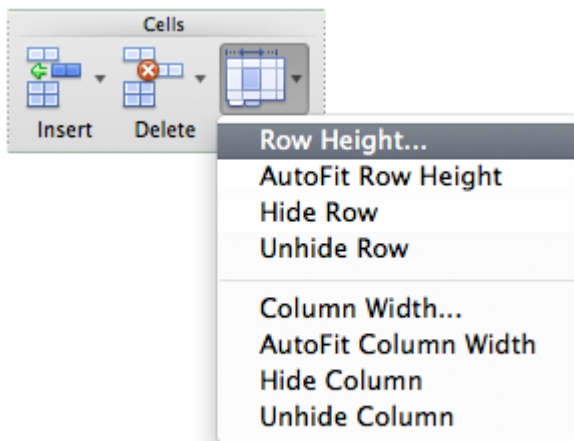 Cells
Insert Delete
Row Height...
AutoFit Row Height
Hide Row
Unhide Row
Column Width...
AutoFit Column Width
Hide Column
Unhide Column